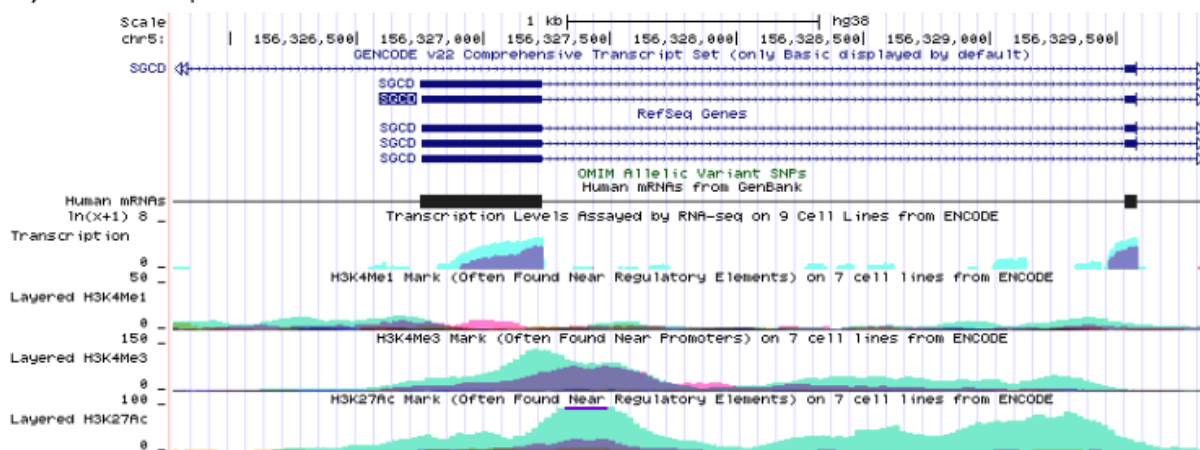 Scale 1 kb hg38
chr5: 156,326,500 156,327,000 156,327,500 156,328,000 156,328,500 156,329,000 156,329,500
GENCODE v22 Comprehensive Transcript Set (only Basic displayed by default)
SGCD
SGCD
SGCD
RefSeq Genes
SGCD
SGCD
SGCD
OMIM Allelic Variant SNPs
Human mRNAs from GenBank
Human mRNAs
ln(x+1) 8 _ Transcription Levels Assayed by RNA-seq on 9 Cell Lines from ENCODE
Transcription
0 _
50 _ H3K4Me1 Mark (Often Found Near Regulatory Elements) on 7 cell lines from ENCODE
Layered H3K4Me1
0 _
150 _ H3K4Me3 Mark (Often Found Near Promoters) on 7 cell lines from ENCODE
Layered H3K4Me3
0 _
100 _ H3K27Ac Mark (Often Found Near Regulatory Elements) on 7 cell lines from ENCODE
Layered H3K27Ac
0 _